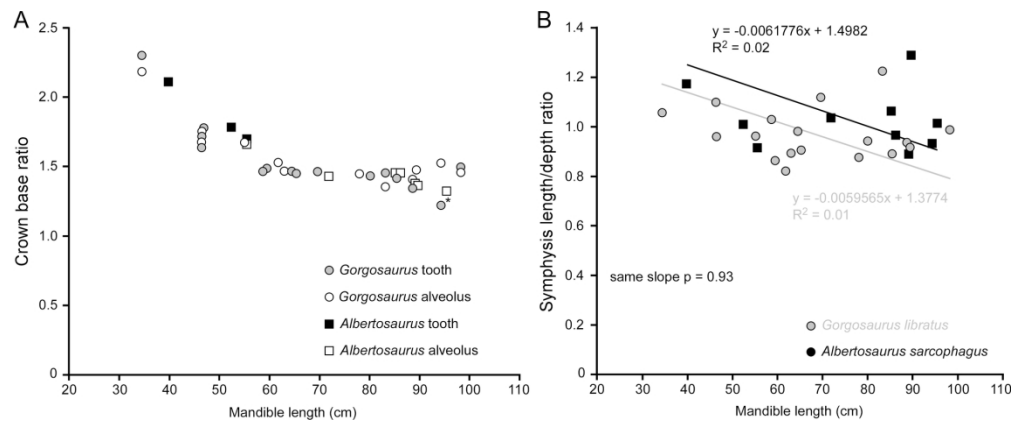 A
Crown base ratio
2.5
2.0
1.5
1.0
0.5
0
20 30 40 50 60 70 80 90 100 110
Mandible length (cm)
*
Gorgosaurus tooth
Gorgosaurus alveolus
Albertosaurus tooth
Albertosaurus alveolus
B
Symphysis length/depth ratio
1.4
1.2
1.0
0.8
0.6
0.4
0.2
0
20 30 40 50 60 70 80 90 100 110
Mandible length (cm)
y = -0.0061776x + 1.4982
R² = 0.02
y = -0.0059565x + 1.3774
R² = 0.01
same slope p = 0.93
Gorgosaurus libratus
Albertosaurus sarcophagus